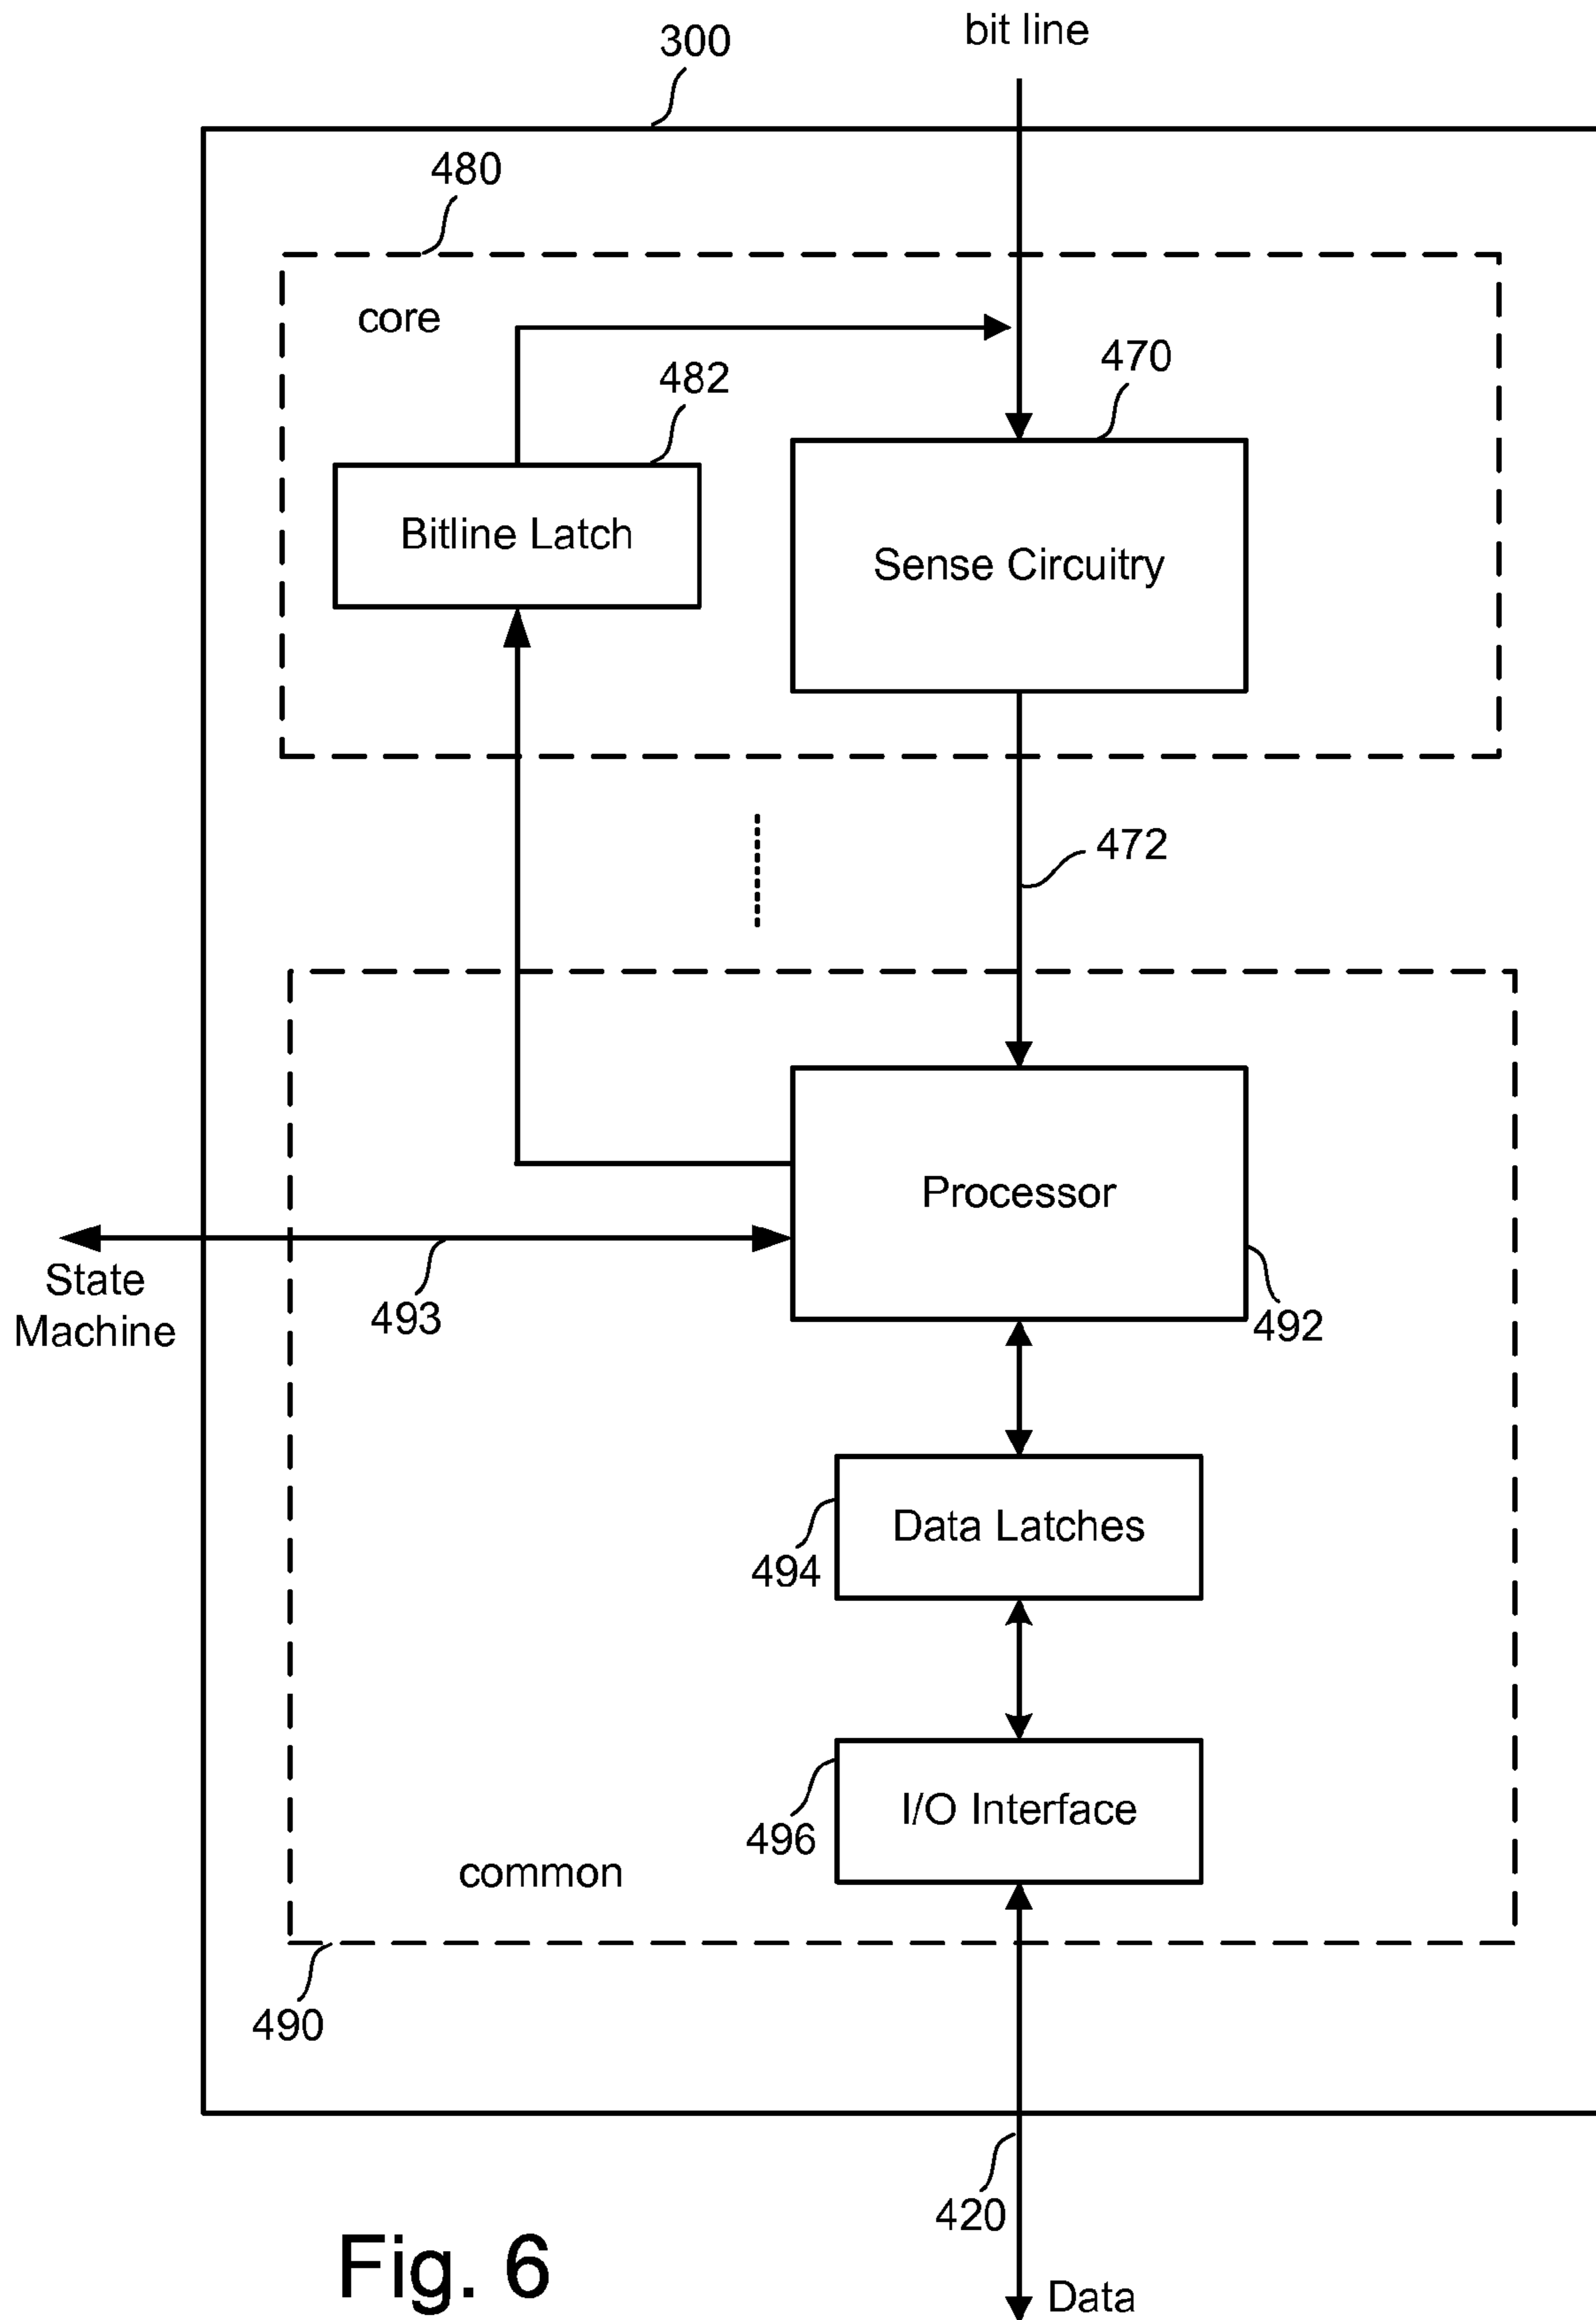 bit line
300
480
core
470
482
Bitline Latch
Sense Circuitry
472
Processor
State
Machine
493
492
Data Latches
494
I/O Interface
496
common
490
420
Fig. 6
Data